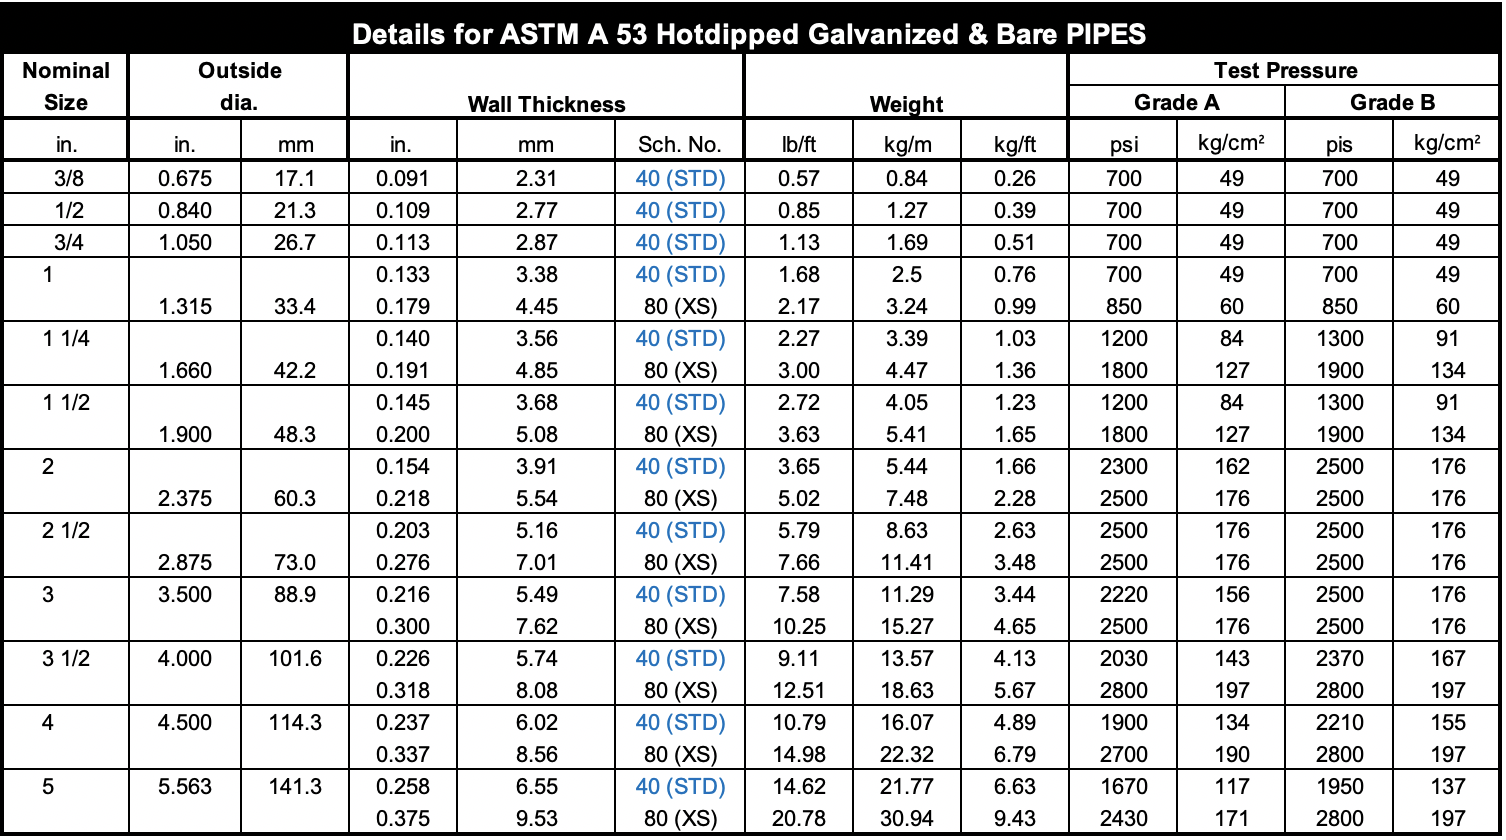 Details for ASTM A 53 Hotdipped Galvanized & Bare PIPES
Nominal Size Outside dia. Wall Thickness Weight Test Pressure
Grade A Grade B
in. in. mm in. mm Sch. No. lb/ft kg/m kg/ft psi kg/cm² pis kg/cm²
3/8 0.675 17.1 0.091 2.31 40 (STD) 0.57 0.84 0.26 700 49 700 49
1/2 0.840 21.3 0.109 2.77 40 (STD) 0.85 1.27 0.39 700 49 700 49
3/4 1.050 26.7 0.113 2.87 40 (STD) 1.13 1.69 0.51 700 49 700 49
1 0.133 3.38 40 (STD) 1.68 2.5 0.76 700 49 700 49
1.315 33.4 0.179 4.45 80 (XS) 2.17 3.24 0.99 850 60 850 60
1 1/4 0.140 3.56 40 (STD) 2.27 3.39 1.03 1200 84 1300 91
1.660 42.2 0.191 4.85 80 (XS) 3.00 4.47 1.36 1800 127 1900 134
1 1/2 0.145 3.68 40 (STD) 2.72 4.05 1.23 1200 84 1300 91
1.900 48.3 0.200 5.08 80 (XS) 3.63 5.41 1.65 1800 127 1900 134
2 0.154 3.91 40 (STD) 3.65 5.44 1.66 2300 162 2500 176
2.375 60.3 0.218 5.54 80 (XS) 5.02 7.48 2.28 2500 176 2500 176
2 1/2 0.203 5.16 40 (STD) 5.79 8.63 2.63 2500 176 2500 176
2.875 73.0 0.276 7.01 80 (XS) 7.66 11.41 3.48 2500 176 2500 176
3 3.500 88.9 0.216 5.49 40 (STD) 7.58 11.29 3.44 2220 156 2500 176
0.300 7.62 80 (XS) 10.25 15.27 4.65 2500 176 2500 176
3 1/2 4.000 101.6 0.226 5.74 40 (STD) 9.11 13.57 4.13 2030 143 2370 167
0.318 8.08 80 (XS) 12.51 18.63 5.67 2800 197 2800 197
4 4.500 114.3 0.237 6.02 40 (STD) 10.79 16.07 4.89 1900 134 2210 155
0.337 8.56 80 (XS) 14.98 22.32 6.79 2700 190 2800 197
5 5.563 141.3 0.258 6.55 40 (STD) 14.62 21.77 6.63 1670 117 1950 137
0.375 9.53 80 (XS) 20.78 30.94 9.43 2430 171 2800 197